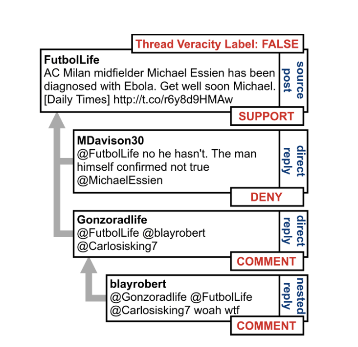 Thread Veracity Label: FALSE
FutbolLife
AC Milan midfielder Michael Essien has been
diagnosed with Ebola. Get well soon Michael.
[Daily Times] http://t.co/r6y8d9HMAw
source
post
SUPPORT
MDavison30
@FutbolLife no he hasn't. The man
himself confirmed not true
@MichaelEssien
direct
reply
DENY
Gonzoradlife
@FutbolLife @blayrobert
@Carlosisking7
direct
reply
COMMENT
blayrobert
@Gonzoradlife @FutbolLife
@Carlosisking7 woah wtf
nested
reply
COMMENT